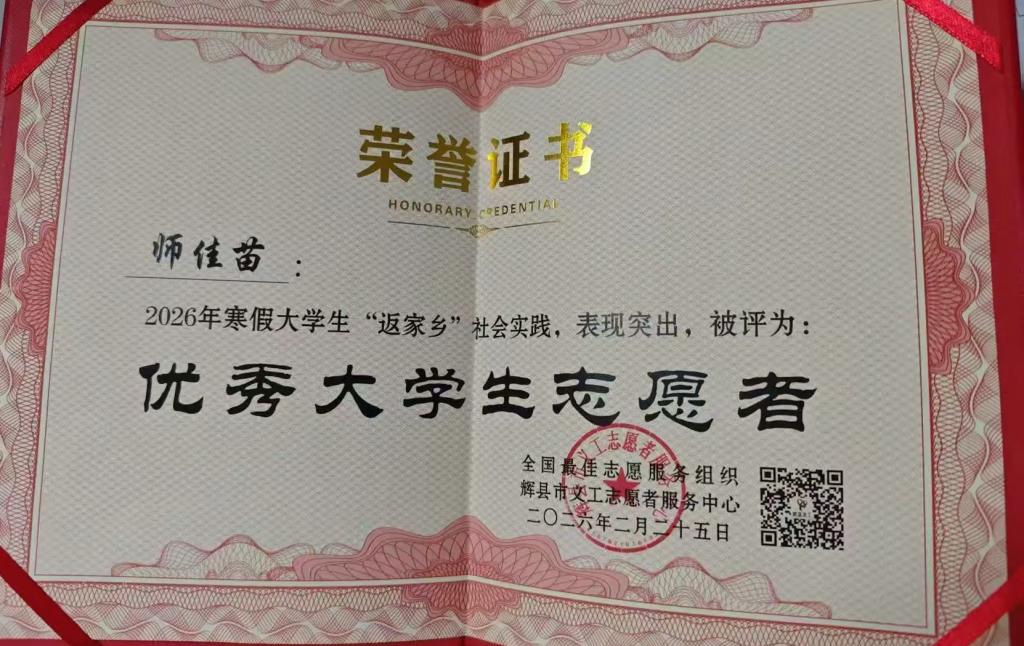 荣誉证书
HONORARY CREDENTIAL
师佳苗：
2026年寒假大学生“返家乡”社会实践，表现突出，被评为：
优秀大学生志愿者
全国最佳志愿服务组织
辉县市义工志愿者服务中心
二〇二六年二月二十五日